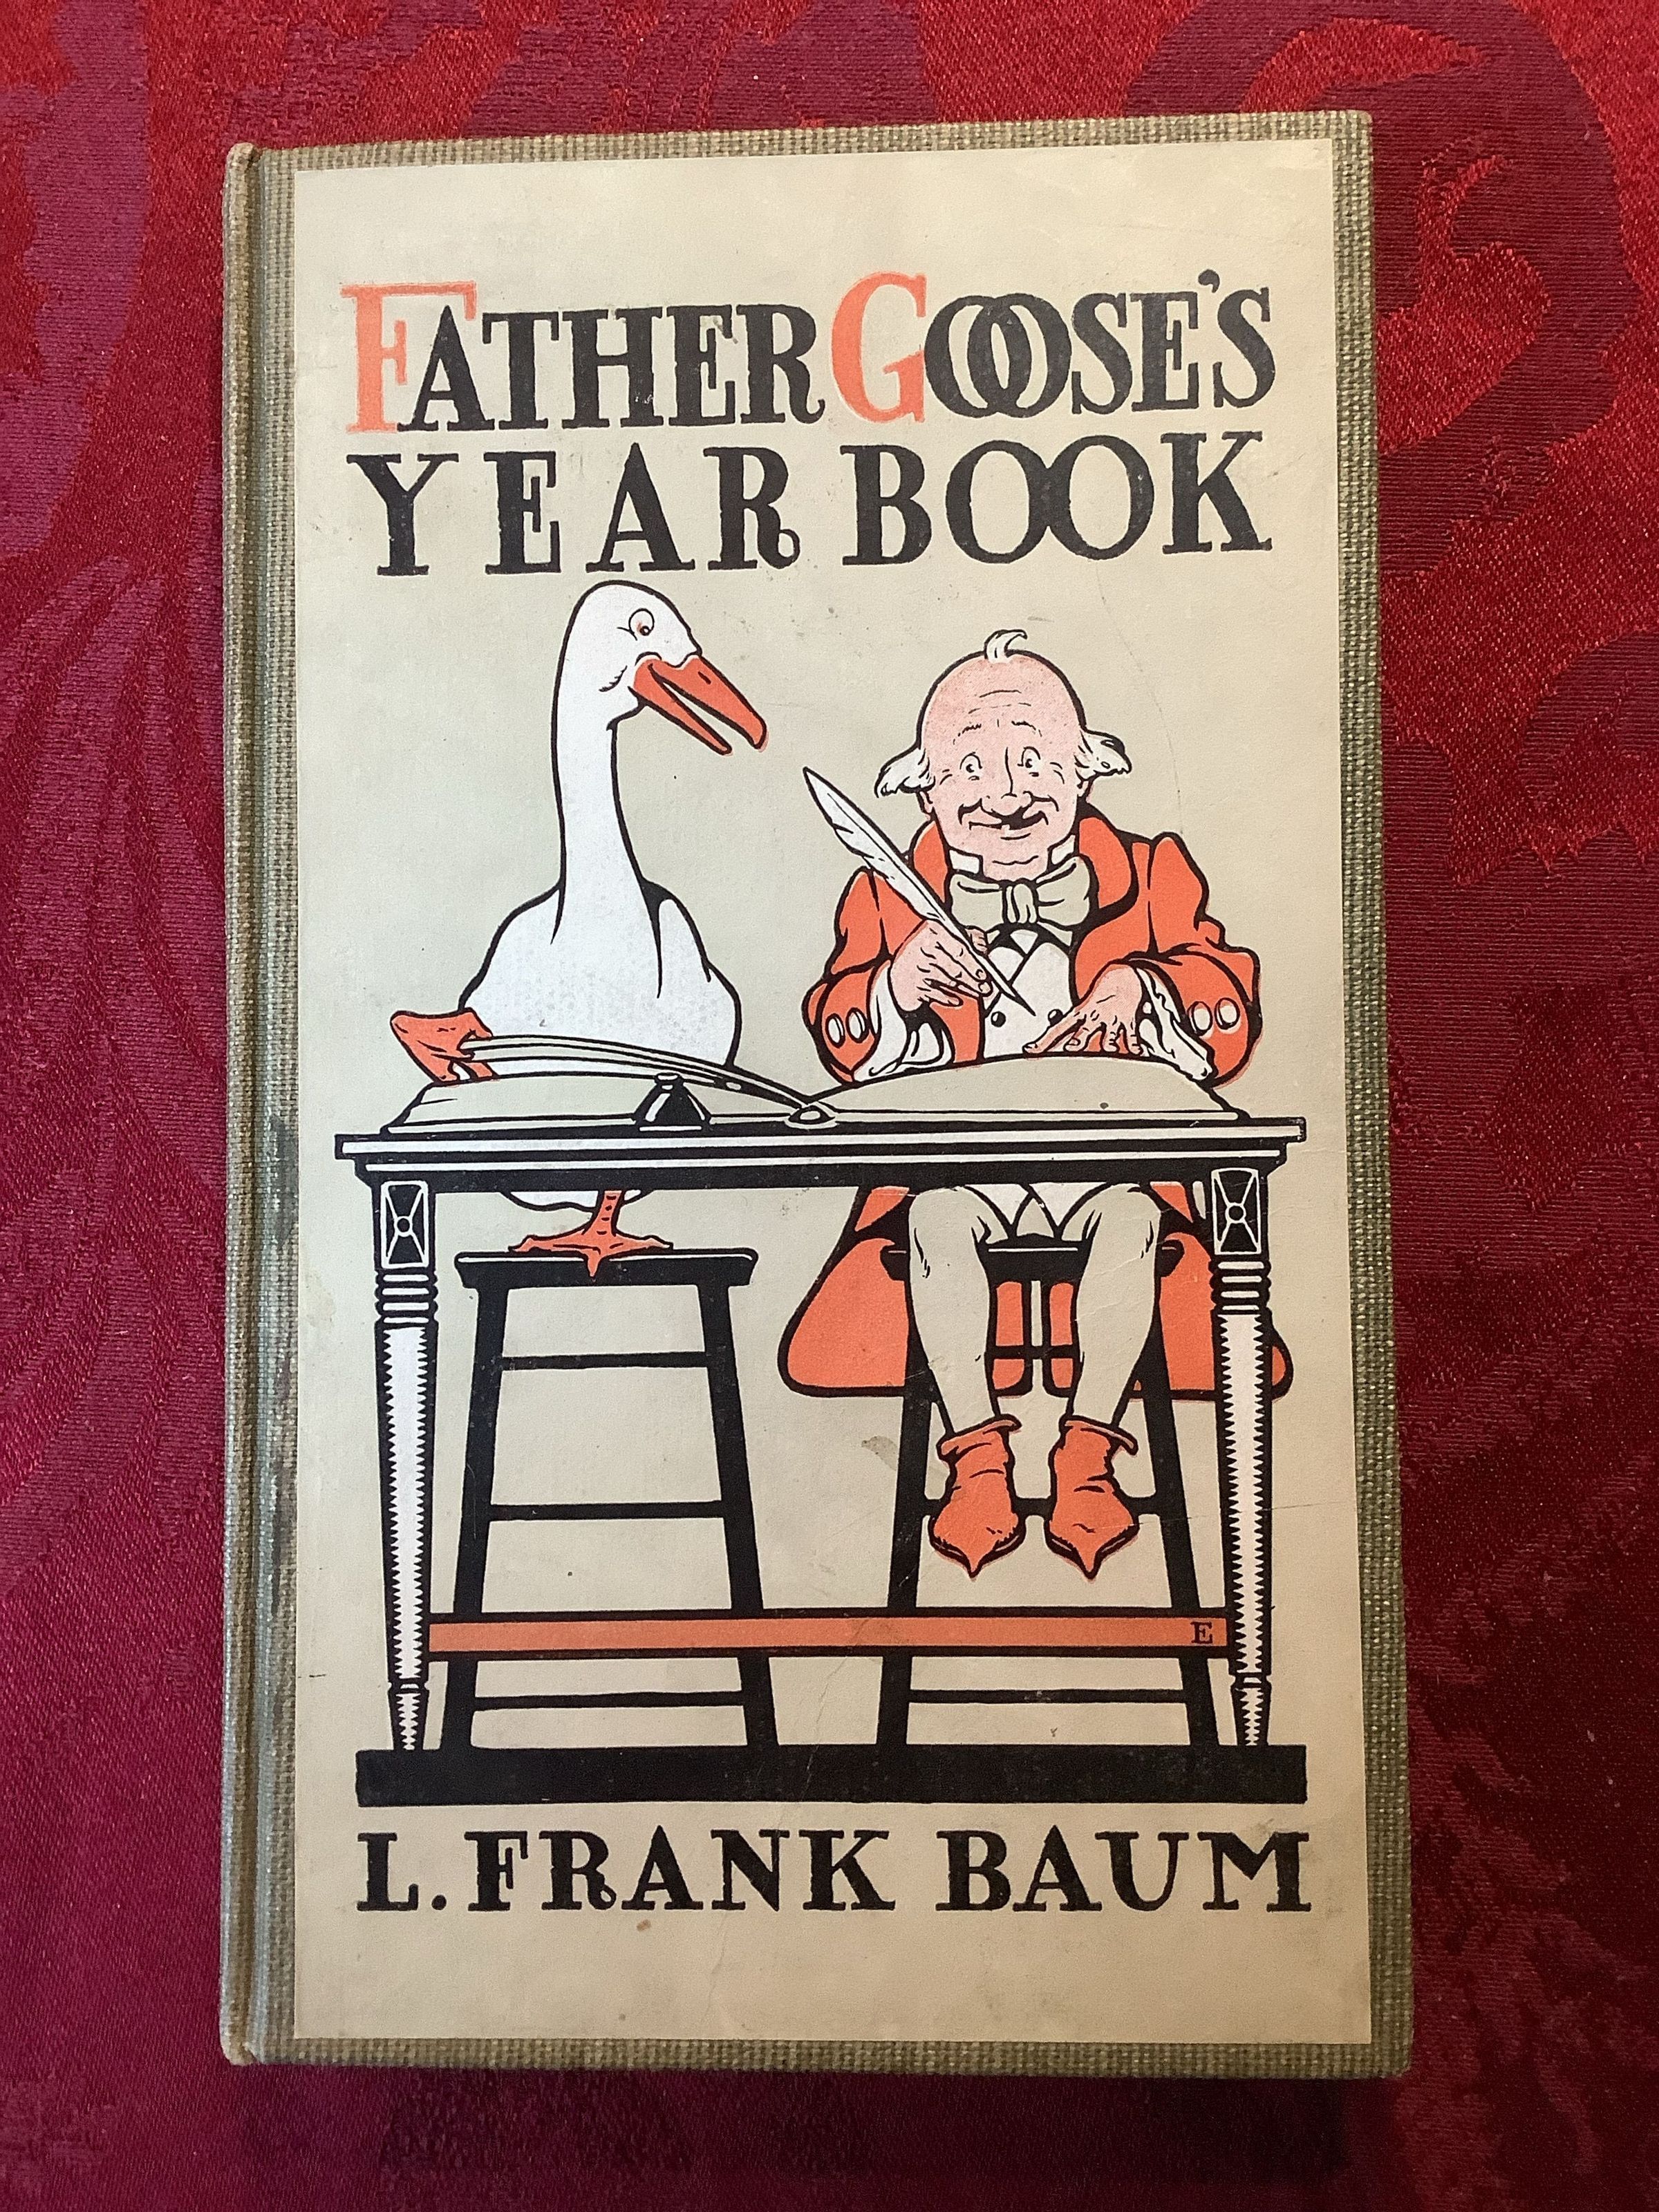 FATHER GOOSE'S
YEAR BOOK
E
L. FRANK BAUM